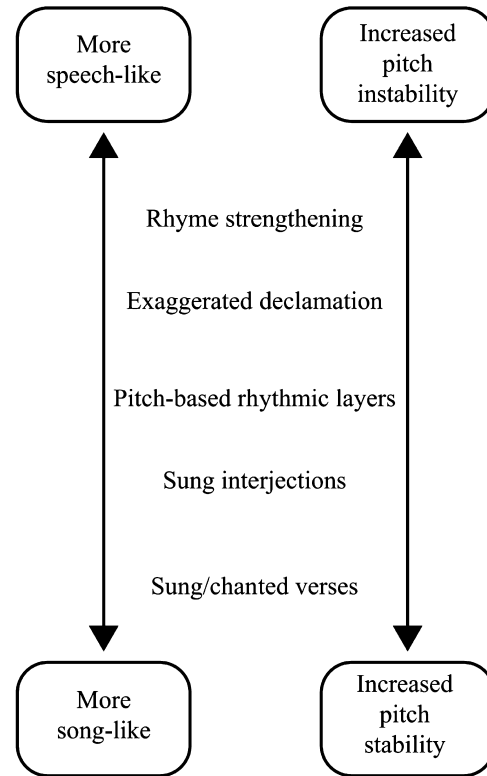 More
speech-like
Increased
pitch
instability
Rhyme strengthening
Exaggerated declamation
Pitch-based rhythmic layers
Sung interjections
Sung/chanted verses
More
song-like
Increased
pitch
stability